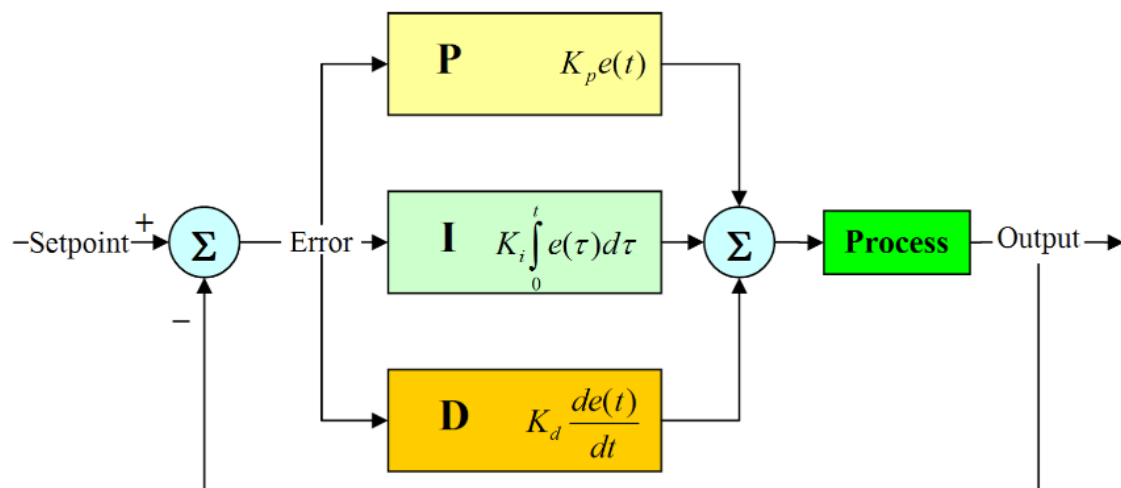 P K_p e(t)
+
–Setpoint
Σ
Error
I K_i ∫_0^t e(τ)dτ
Σ
Process
Output
−
D K_d de(t)/dt